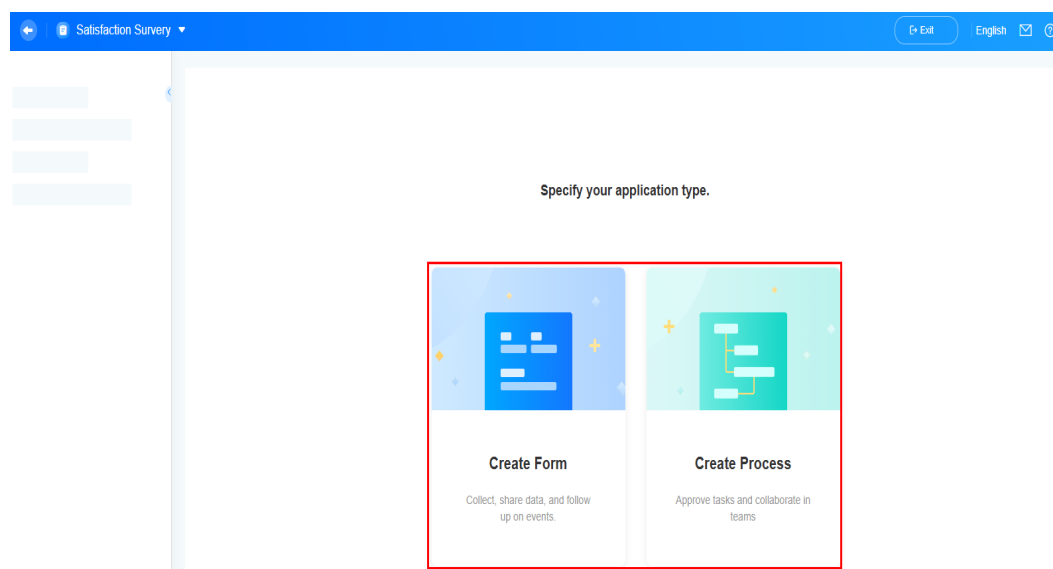 Satisfaction Survery
Exit
English
Specify your application type.
Create Form
Collect, share data, and follow
up on events.
Create Process
Approve tasks and collaborate in
teams